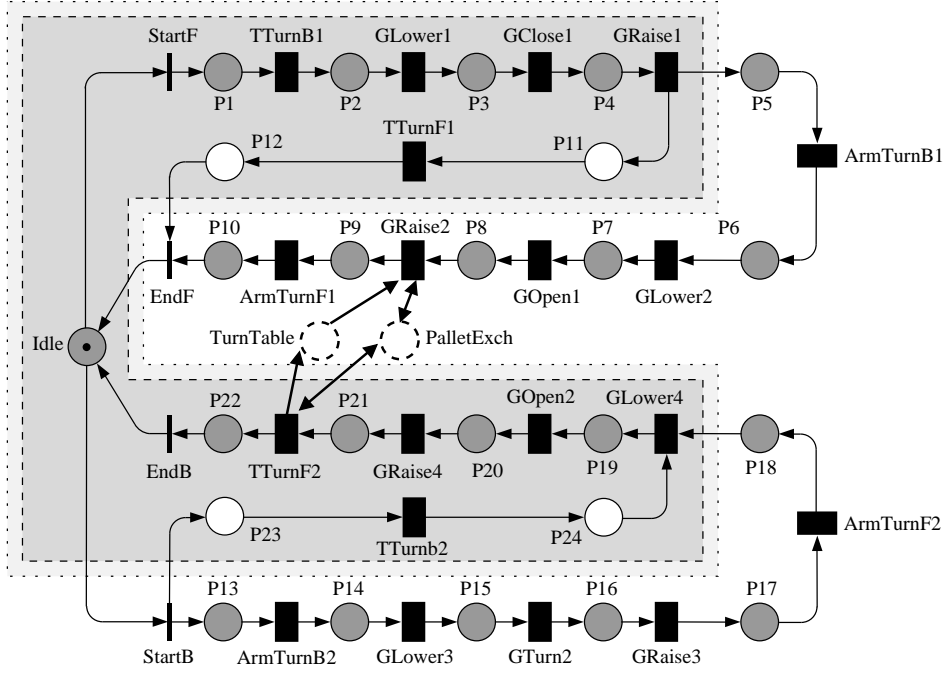 StartF TTurnB1 GLower1 GClose1 GRaise1
P1 P2 P3 P4 P5
P12 TTurnF1 P11
ArmTurnB1
P10 P9 GRaise2 P8 P7 P6
EndF ArmTurnF1 GOpen1 GLower2
TurnTable PalletExch
Idle
P22 P21 GOpen2 GLower4
EndB TTurnF2 GRaise4 P20 P19 P18
P23 TTurnb2 P24
ArmTurnF2
P13 P14 P15 P16 P17
StartB ArmTurnB2 GLower3 GTurn2 GRaise3